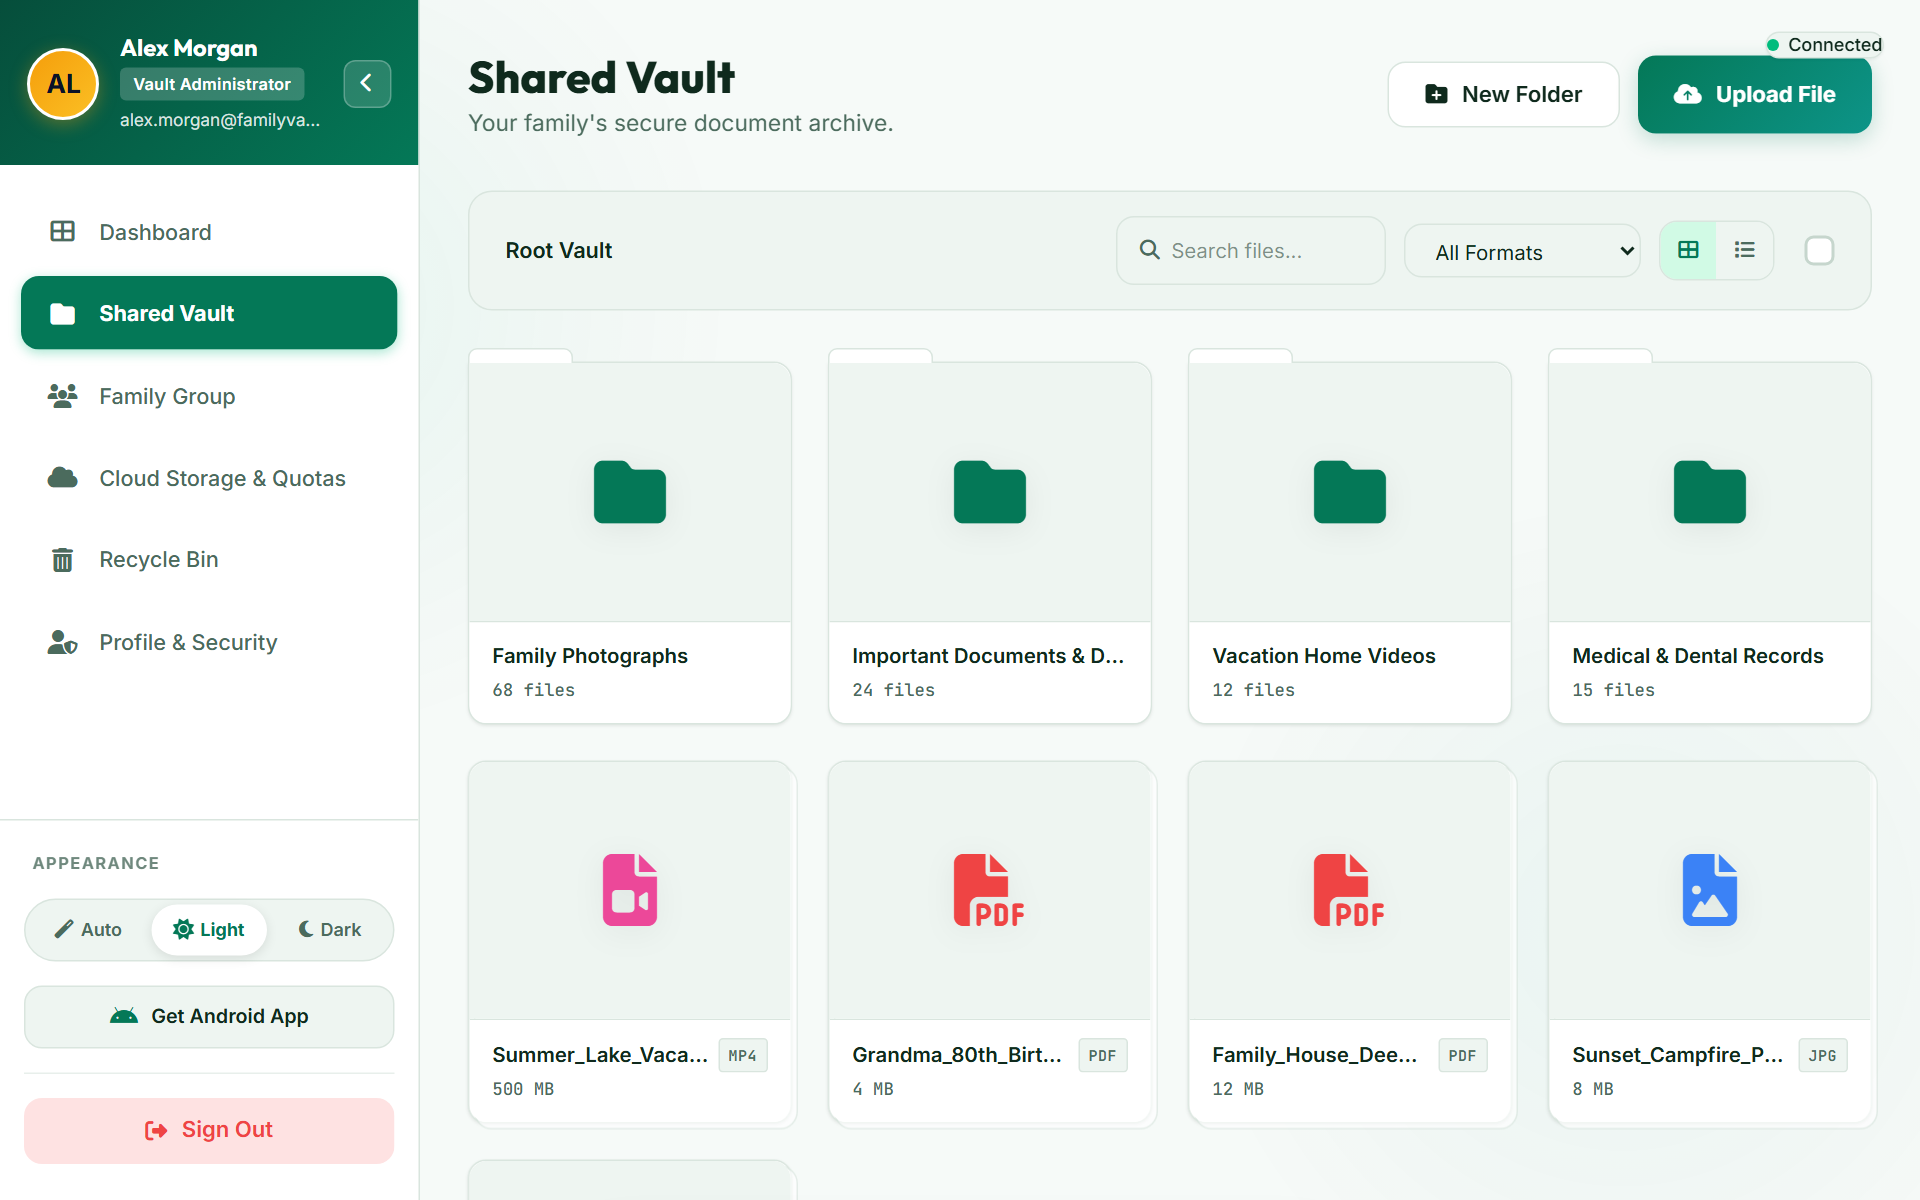 AL
Alex Morgan
Vault Administrator
alex.morgan@familyva...
Dashboard
Shared Vault
Family Group
Cloud Storage & Quotas
Recycle Bin
Profile & Security
APPEARANCE
Auto
Light
Dark
Get Android App
Sign Out
Shared Vault
Your family's secure document archive.
Connected
New Folder
Upload File
Root Vault
Search files...
All Formats
Family Photographs
68 files
Important Documents & D...
24 files
Vacation Home Videos
12 files
Medical & Dental Records
15 files
Summer_Lake_Vaca...
MP4
500 MB
PDF
Grandma_80th_Birt...
PDF
4 MB
PDF
Family_House_Dee...
PDF
12 MB
Sunset_Campfire_P...
JPG
8 MB